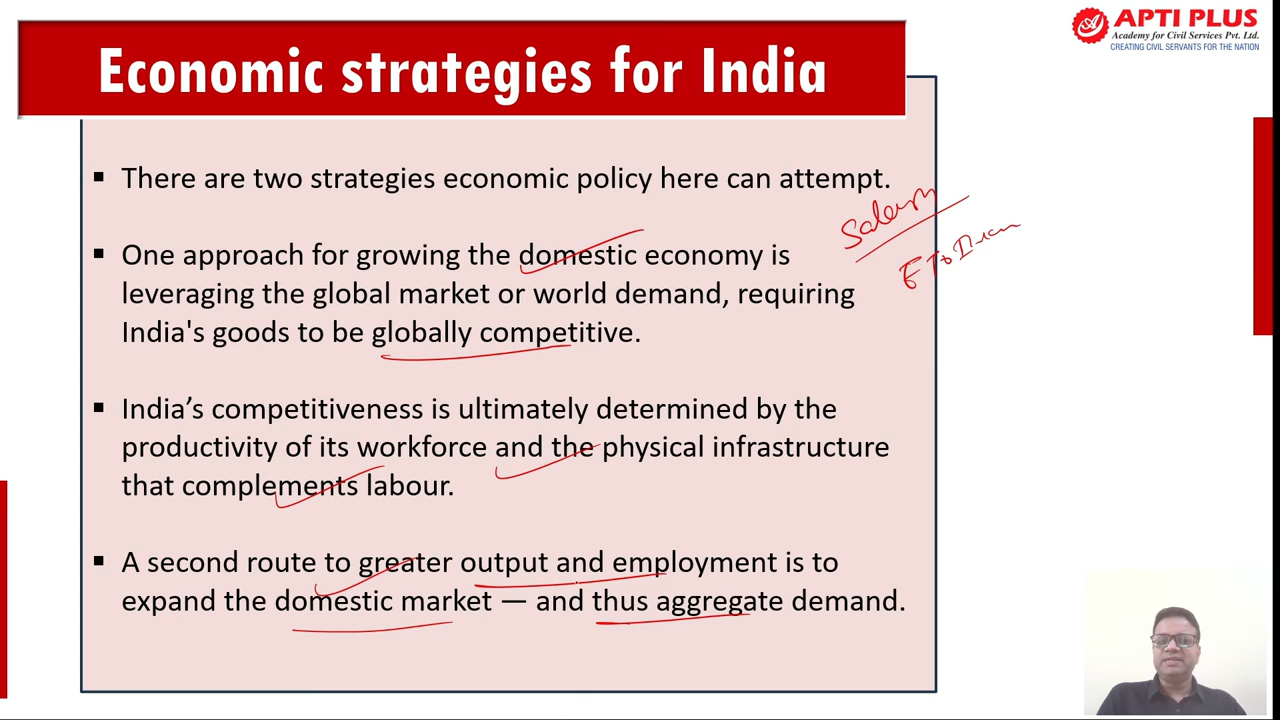 APTI PLUS
Academy for Civil Services Pvt. Ltd.
CREATING CIVIL SERVANTS FOR THE NATION
Economic strategies for India
▪ There are two strategies economic policy here can attempt.
▪ One approach for growing the domestic economy is
leveraging the global market or world demand, requiring
India's goods to be globally competitive.
▪ India’s competitiveness is ultimately determined by the
productivity of its workforce and the physical infrastructure
that complements labour.
▪ A second route to greater output and employment is to
expand the domestic market — and thus aggregate demand.